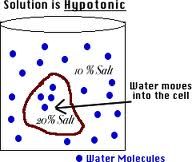 Solution is Hypotonic
10 % Salt
Water moves
into the cell
20% Salt
Water Molecules